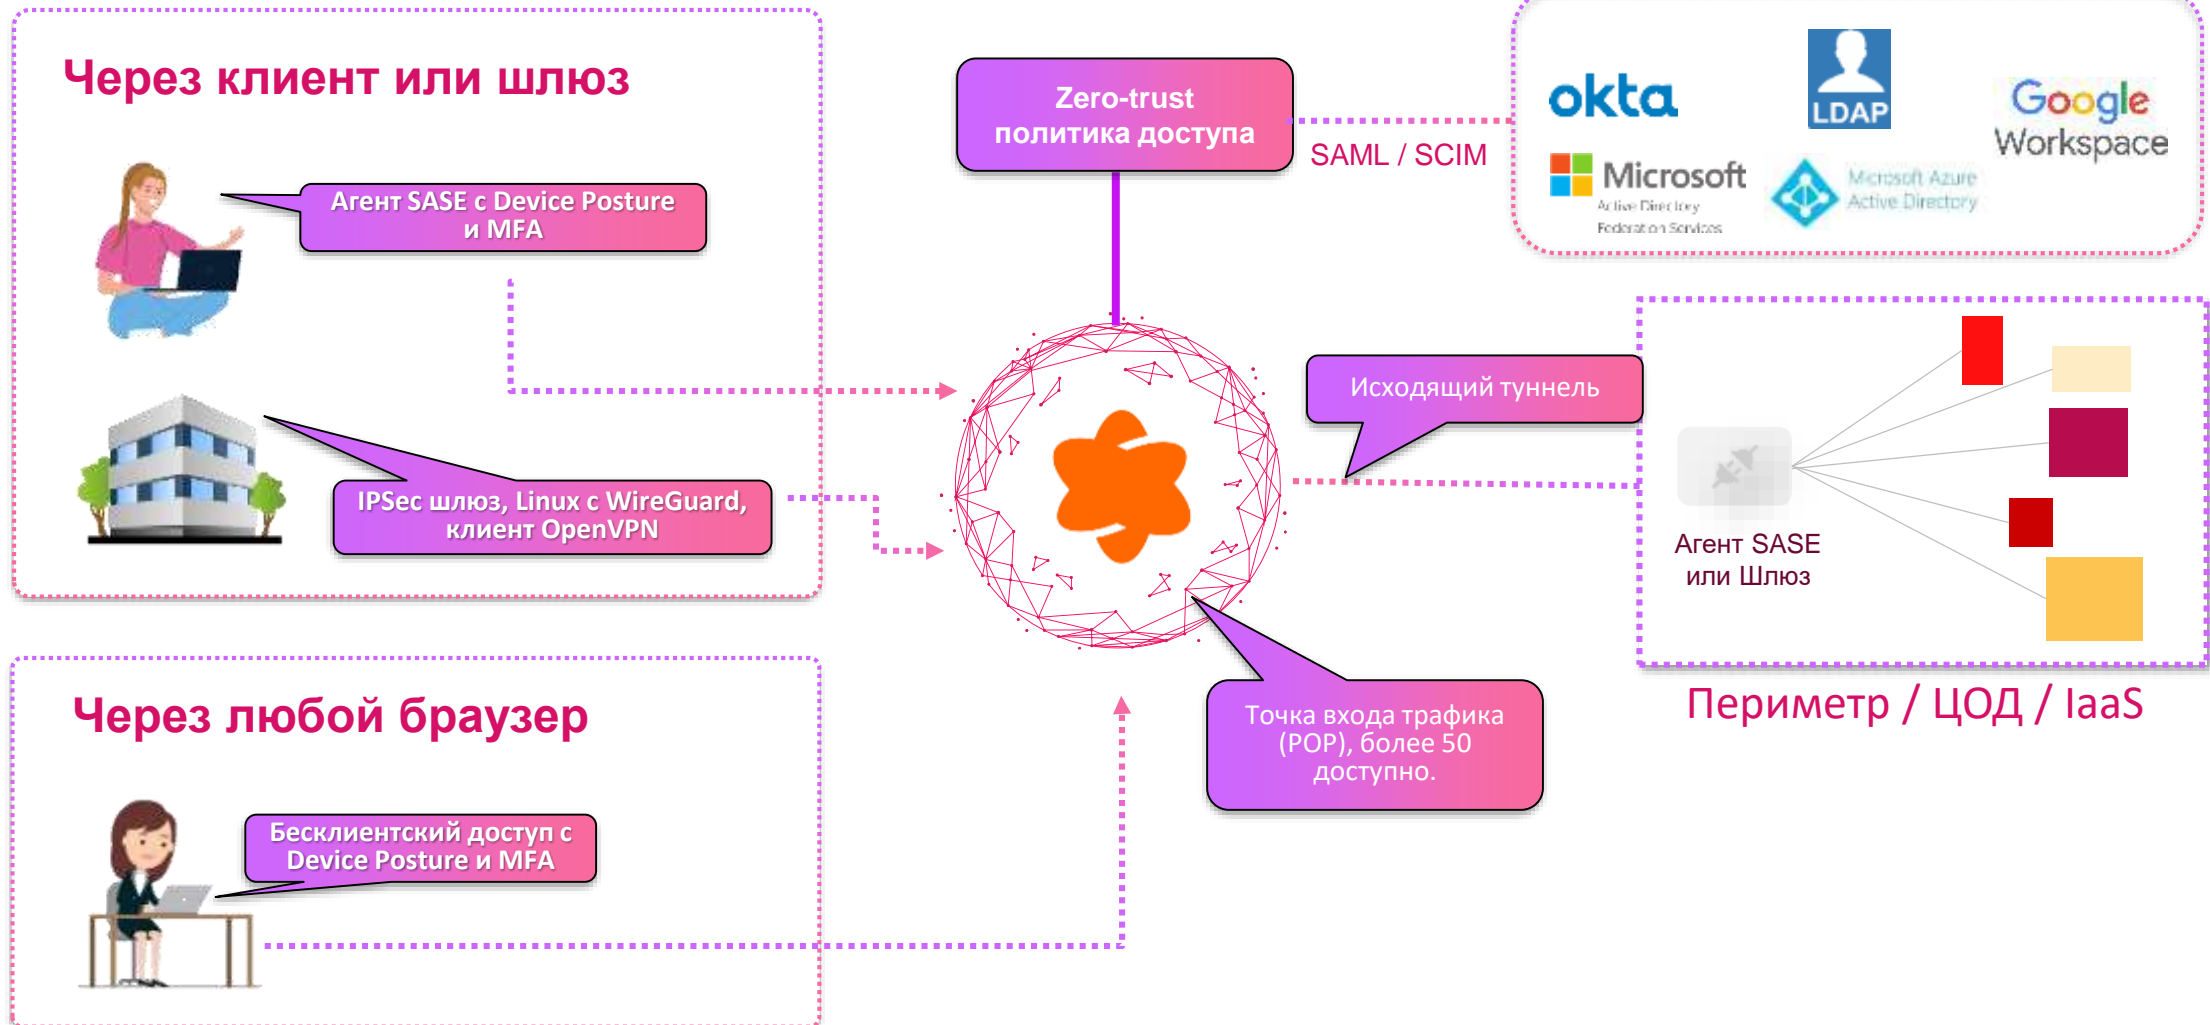 Через клиент или шлюз
Агент SASE с Device Posture
и MFA
IPSec шлюз, Linux с WireGuard,
клиент OpenVPN
Через любой браузер
Бесклиентский доступ с
Device Posture и MFA
Zero-trust
политика доступа
SAML / SCIM
okta
LDAP
Google
Workspace
Microsoft
Active Directory
Federation Services
Microsoft Azure
Active Directory
Исходящий туннель
Точка входа трафика
(POP), более 50
доступно.
Агент SASE
или Шлюз
Периметр / ЦОД / IaaS